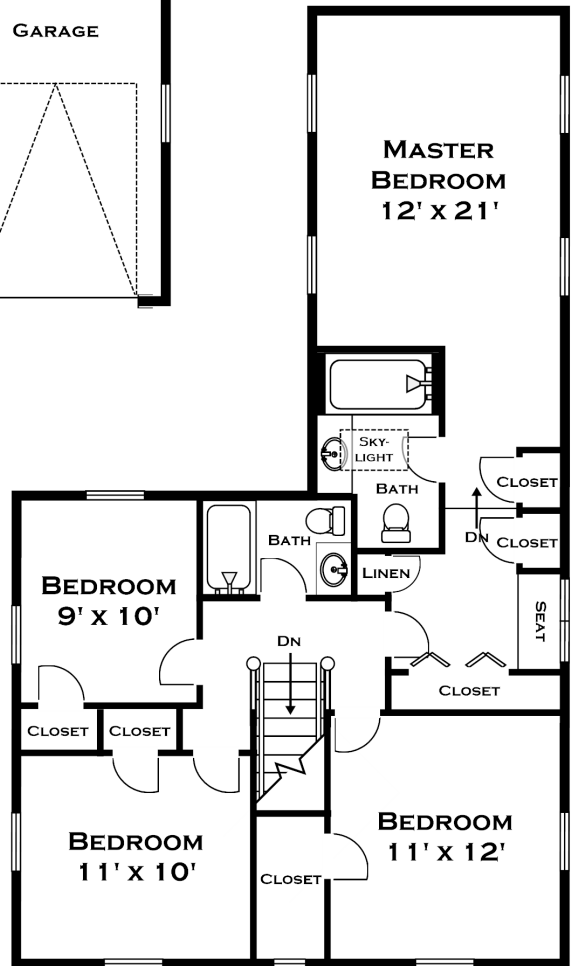 GARAGE
MASTER
BEDROOM
12' X 21'
SKY-
LIGHT
BATH
CLOSET
DN
CLOSET
BATH
LINEN
BEDROOM
9' X 10'
SEAT
DN
CLOSET
CLOSET
CLOSET
BEDROOM
11' X 10'
BEDROOM
11' X 12'
CLOSET